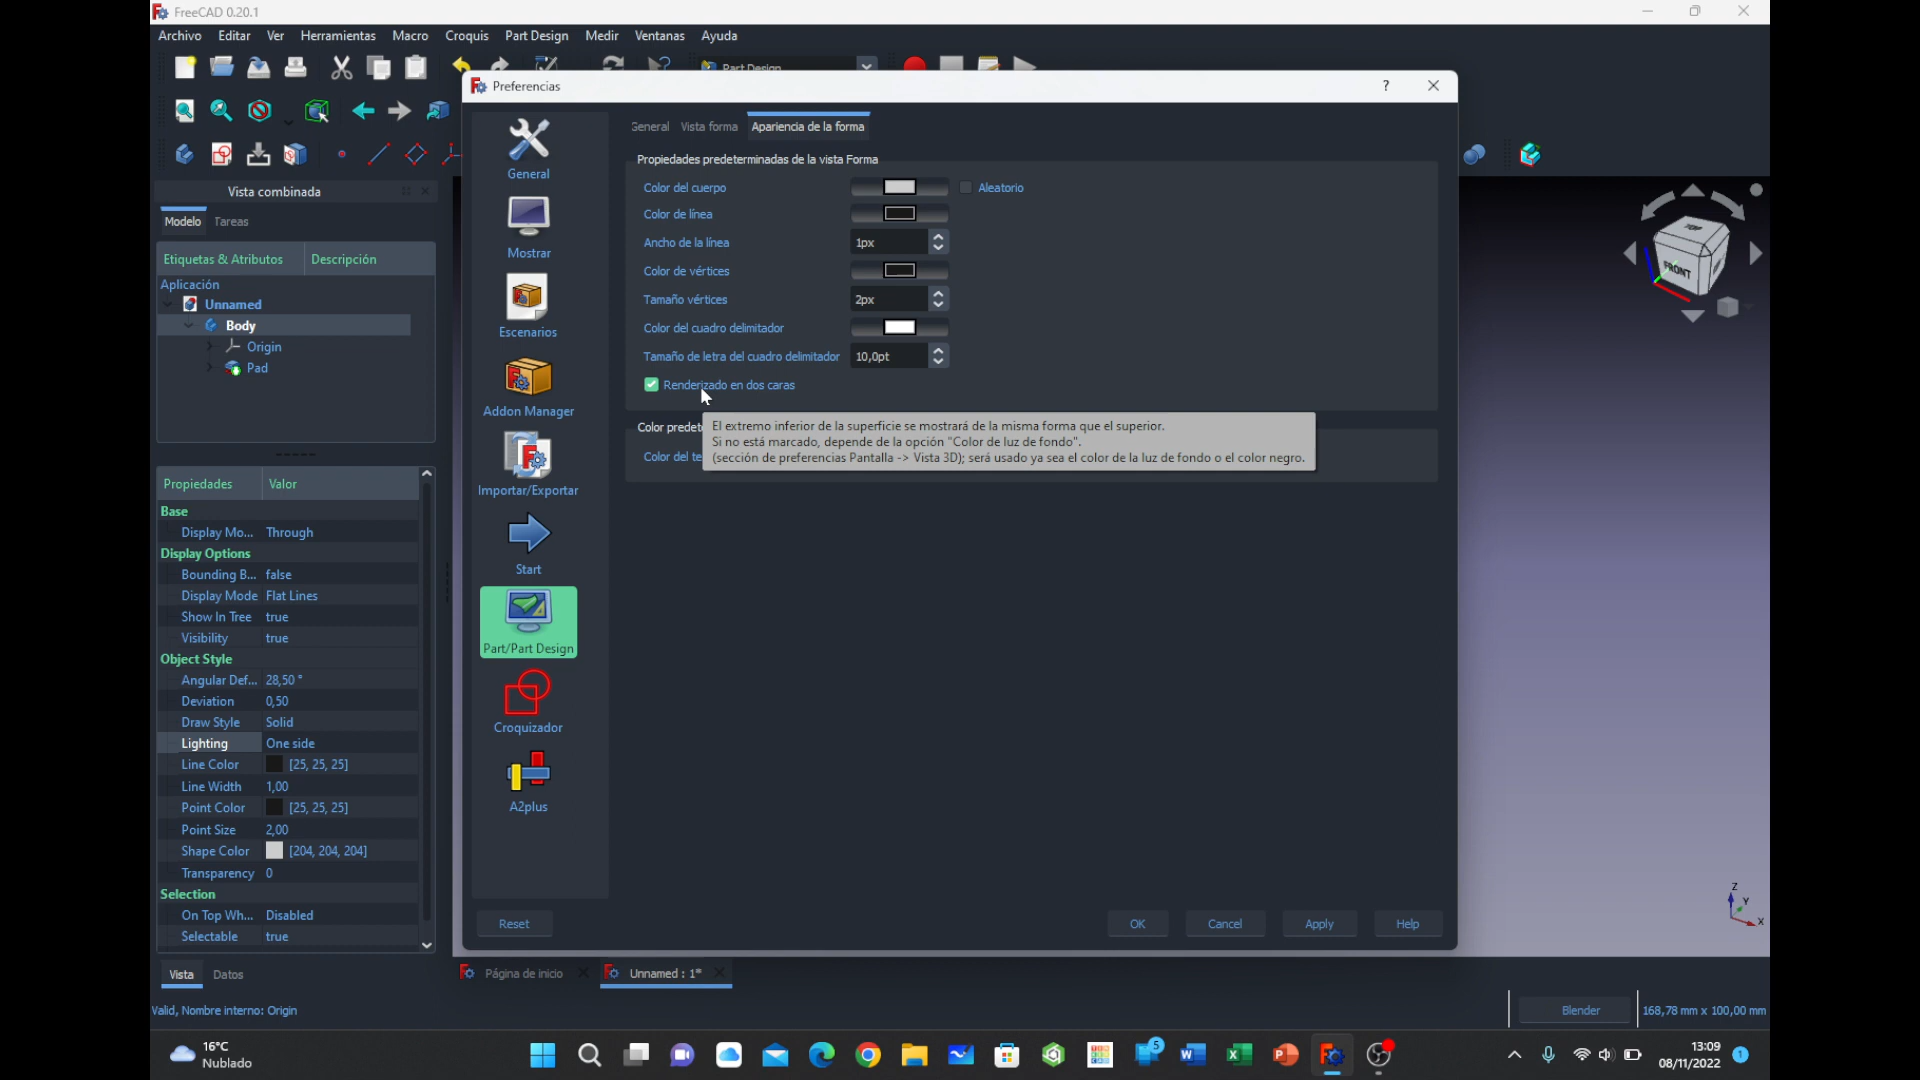 FreeCAD 0.20.1
Archivo Editar Ver Herramientas Macro Croquis Part Design Medir Ventanas Ayuda
Part Design
Preferencias
?
General Vista forma Apariencia de la forma
Propiedades predeterminadas de la vista Forma
Color del cuerpo Aleatorio
Color de línea
Ancho de la línea 1px
Color de vértices
Tamaño vértices 2px
Color del cuadro delimitador
Tamaño de letra del cuadro delimitador 10,0pt
Renderizado en dos caras
El extremo inferior de la superficie se mostrará de la misma forma que el superior.
Si no está marcado, depende de la opción "Color de luz de fondo".
(sección de preferencias Pantalla -> Vista 3D); será usado ya sea el color de la luz de fondo o el color negro.
Color predet
Color del te
General
Mostrar
Escenarios
Addon Manager
Importar/Exportar
Start
Part/Part Design
Croquizador
A2plus
Reset OK Cancel Apply Help
Vista combinada
Modelo Tareas
Etiquetas & Atributos Descripción
Aplicación
Unnamed
Body
Origin
Pad
Propiedades Valor
Base
Display Mo... Through
Display Options
Bounding B... false
Display Mode Flat Lines
Show In Tree true
Visibility true
Object Style
Angular Def... 28,50 °
Deviation 0,50
Draw Style Solid
Lighting One side
Line Color [25, 25, 25]
Line Width 1,00
Point Color [25, 25, 25]
Point Size 2,00
Shape Color [204, 204, 204]
Transparency 0
Selection
On Top Wh... Disabled
Selectable true
Vista Datos
TOP
FRONT
Z
Y
X
Página de inicio Unnamed : 1*
Valid, Nombre interno: Origin
Blender 168,78 mm x 100,00 mm
16°C
Nublado
5
13:09
08/11/2022
1